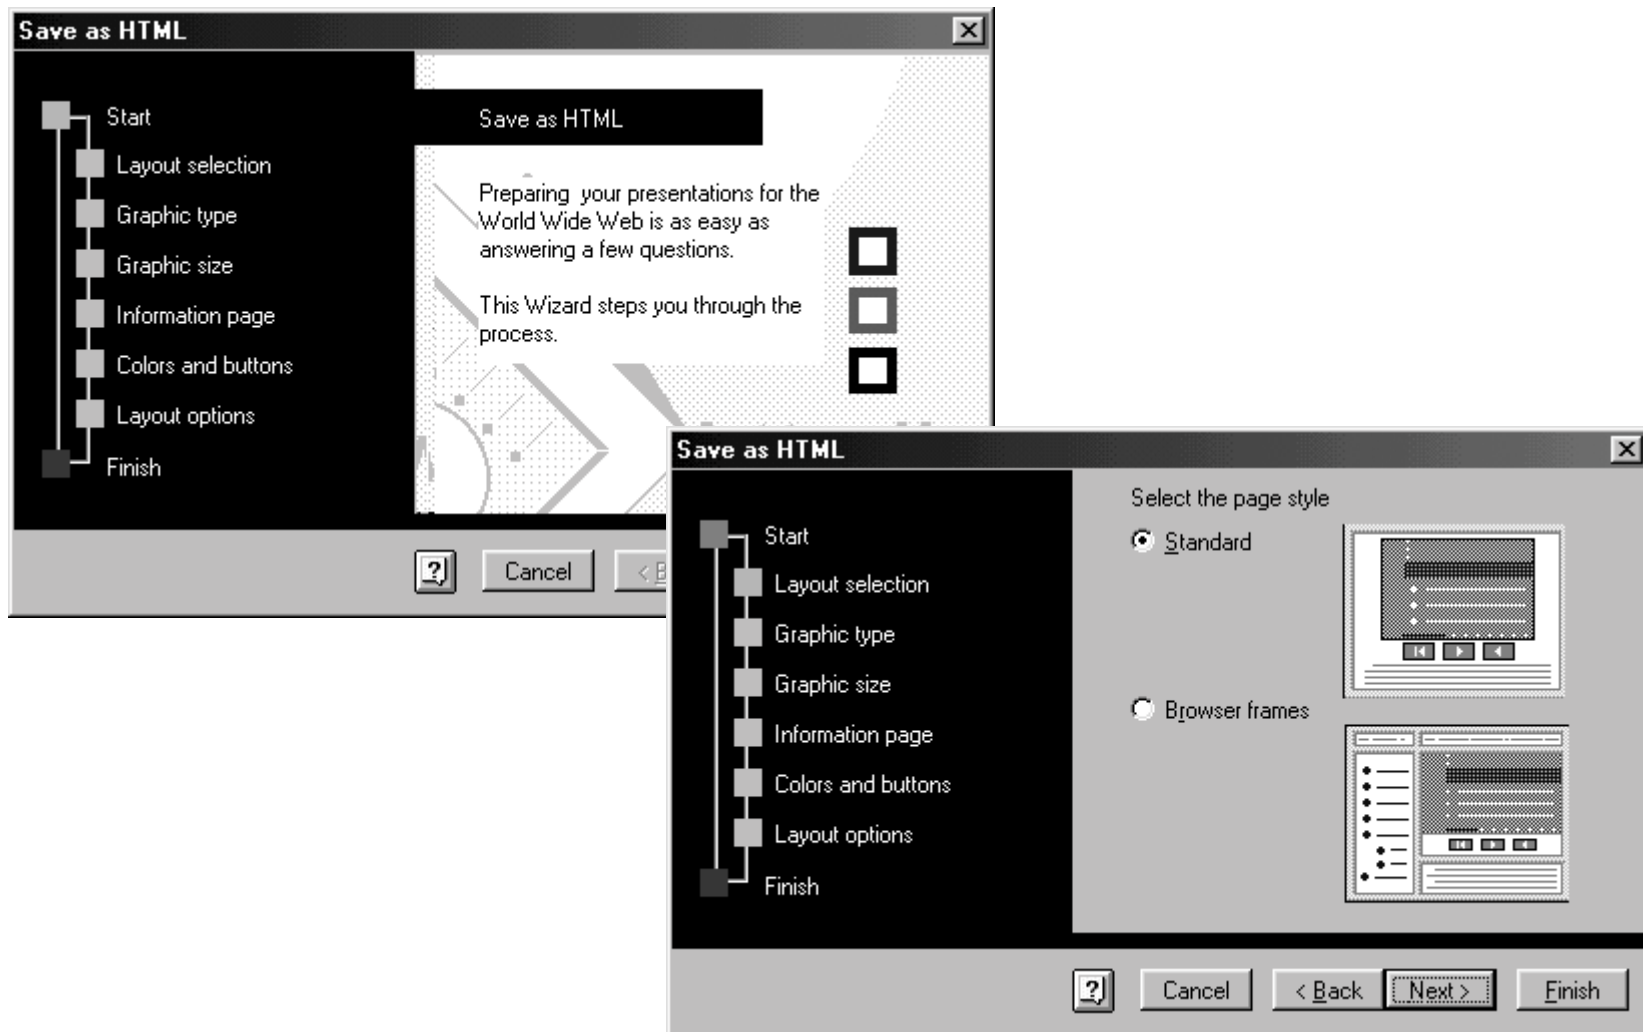 Save as HTML
Start
Layout selection
Graphic type
Graphic size
Information page
Colors and buttons
Layout options
Finish
Save as HTML
Preparing your presentations for the
World Wide Web is as easy as
answering a few questions.
This Wizard steps you through the
process.
Cancel
< B
Save as HTML
Start
Layout selection
Graphic type
Graphic size
Information page
Colors and buttons
Layout options
Finish
Select the page style
Standard
Browser frames
Cancel
< Back
Next >
Finish